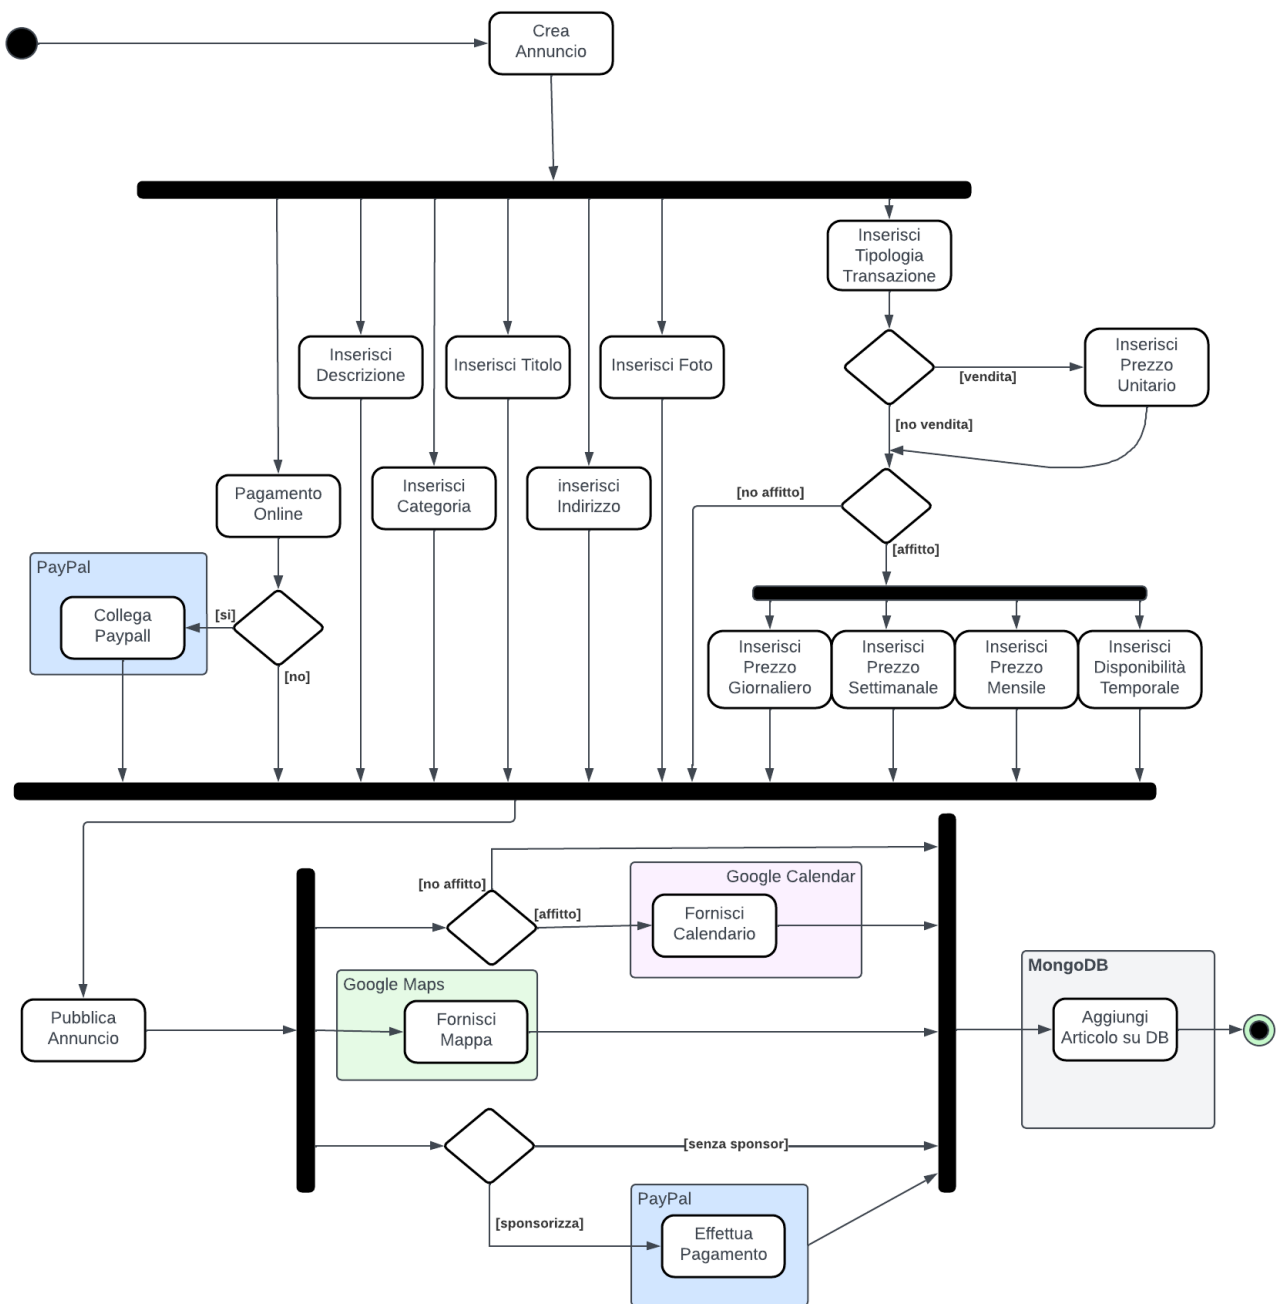 Crea
Annuncio
Inserisci
Tipologia
Transazione
Inserisci
Descrizione
Inserisci Titolo
Inserisci Foto
[vendita]
Inserisci
Prezzo
Unitario
[no vendita]
Pagamento
Online
Inserisci
Categoria
inserisci
Indirizzo
[no affitto]
[affitto]
PayPal
Collega
Paypall
[si]
[no]
Inserisci
Prezzo
Giornaliero
Inserisci
Prezzo
Settimanale
Inserisci
Prezzo
Mensile
Inserisci
Disponibilità
Temporale
[no affitto]
[affitto]
Google Calendar
Fornisci
Calendario
Google Maps
Fornisci
Mappa
Pubblica
Annuncio
MongoDB
Aggiungi
Articolo su DB
[senza sponsor]
[sponsorizza]
PayPal
Effettua
Pagamento